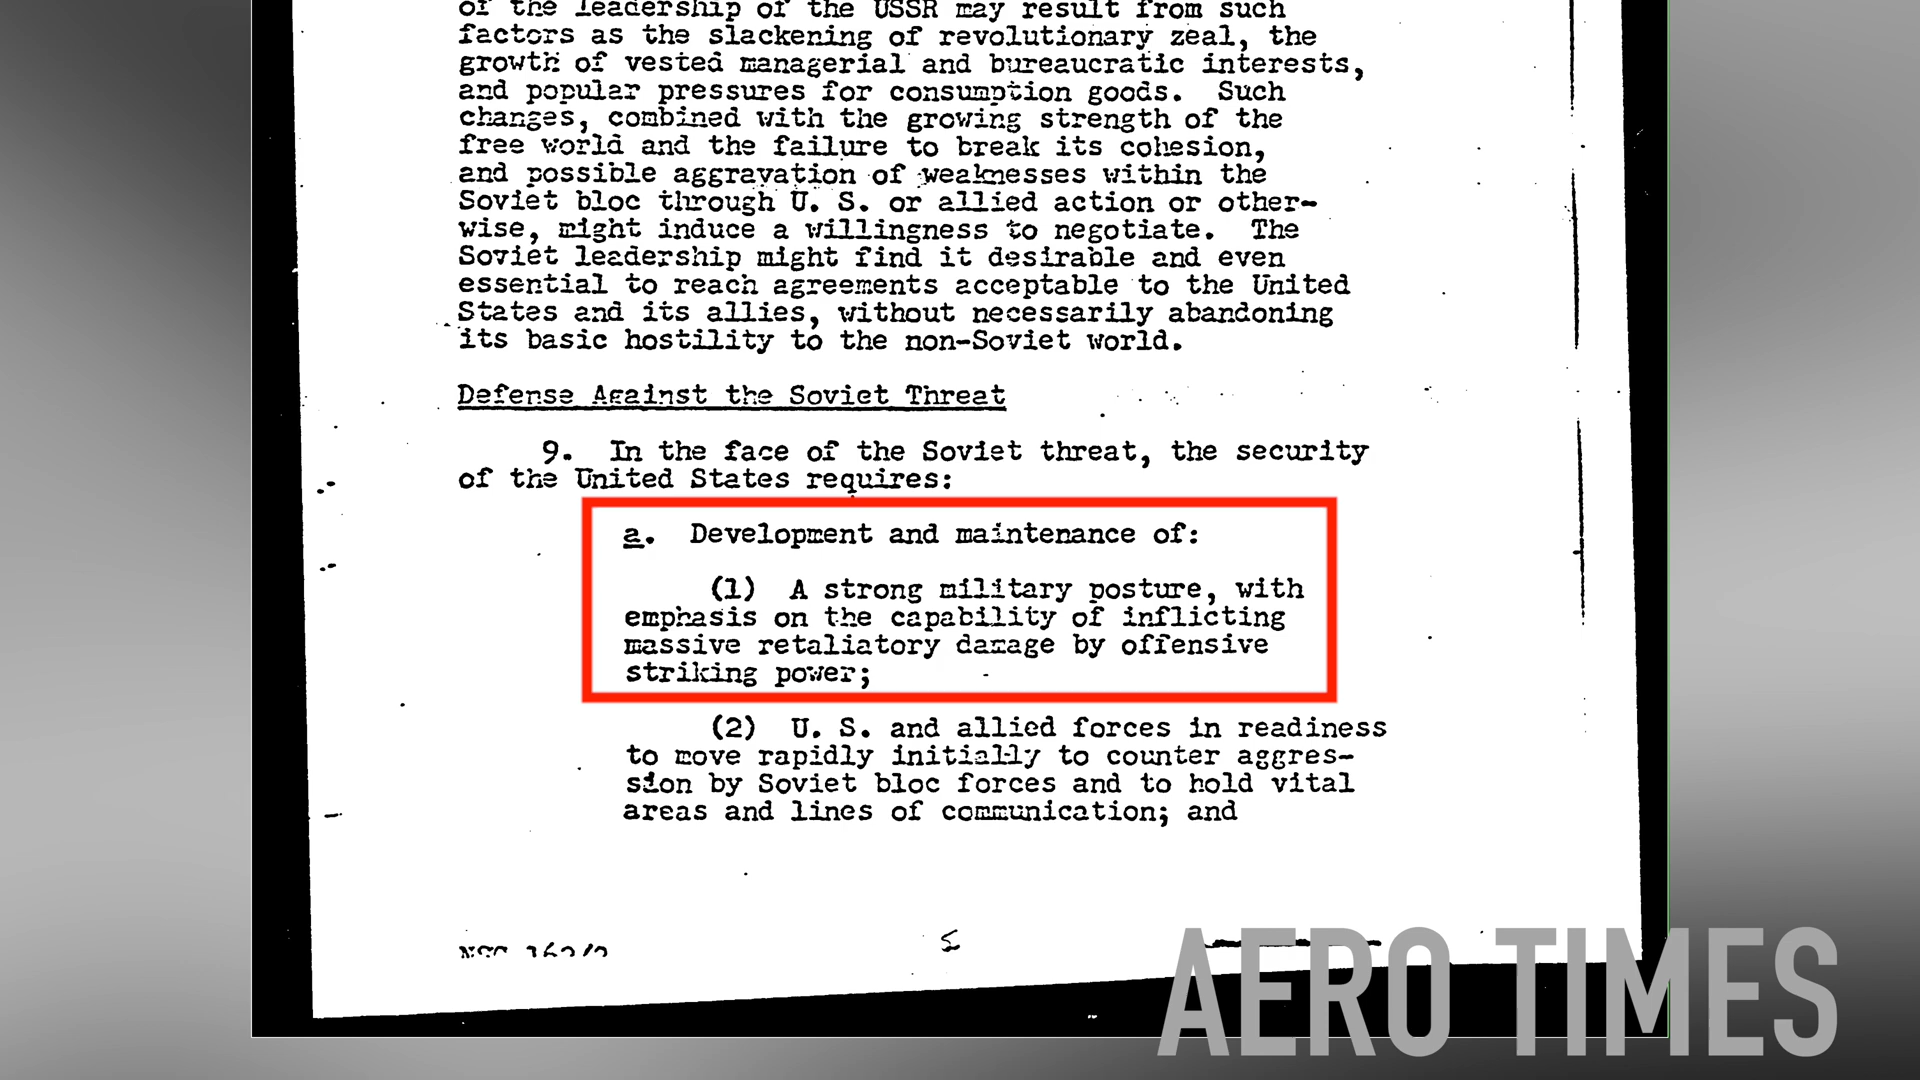 of the leadership of the USSR may result from such
factors as the slackening of revolutionary zeal, the
growth of vested managerial and bureaucratic interests,
and popular pressures for consumption goods. Such
changes, combined with the growing strength of the
free world and the failure to break its cohesion,
and possible aggravation of weaknesses within the
Soviet bloc through U. S. or allied action or other-
wise, might induce a willingness to negotiate. The
Soviet leadership might find it desirable and even
essential to reach agreements acceptable to the United
States and its allies, without necessarily abandoning
its basic hostility to the non-Soviet world.
Defense Against the Soviet Threat
9. In the face of the Soviet threat, the security
of the United States requires:
a. Development and maintenance of:
(1) A strong military posture, with
emphasis on the capability of inflicting
massive retaliatory damage by offensive
striking power;
(2) U. S. and allied forces in readiness
to move rapidly initially to counter aggres-
sion by Soviet bloc forces and to hold vital
areas and lines of communication; and
NSC 162/2
5
AERO TIMES